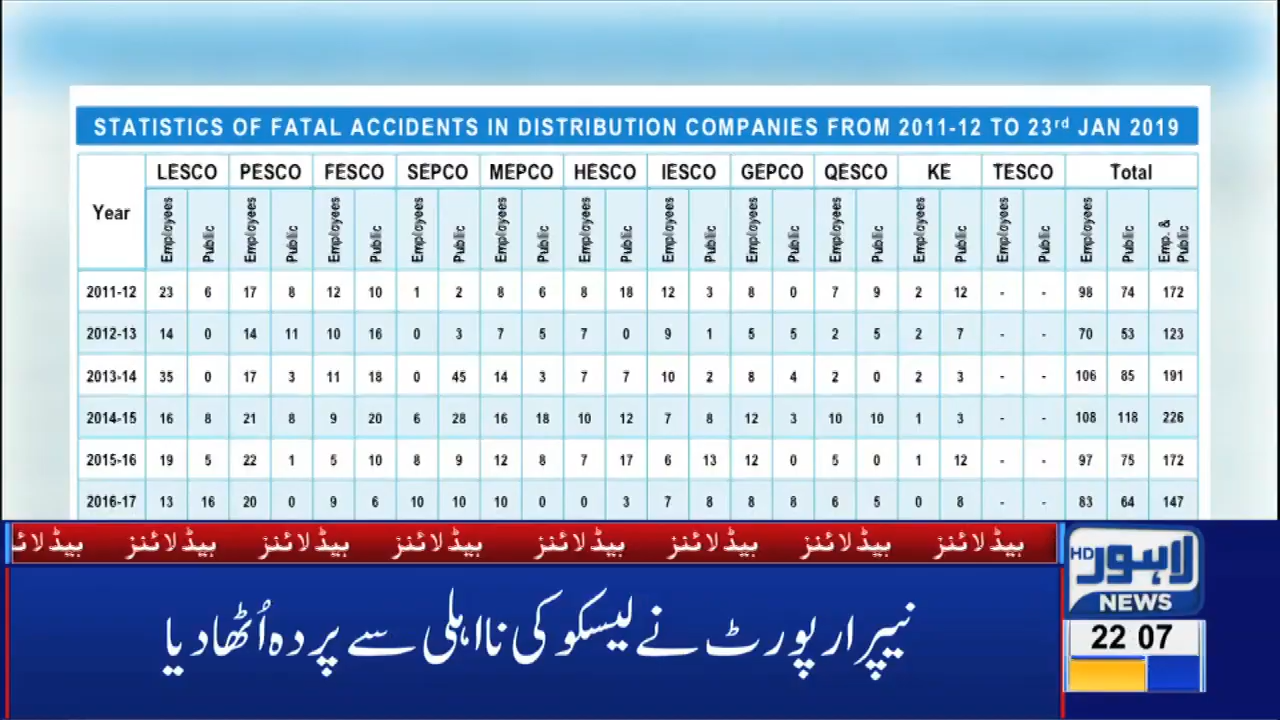 STATISTICS OF FATAL ACCIDENTS IN DISTRIBUTION COMPANIES FROM 2011-12 TO 23rd JAN 2019
Year LESCO PESCO FESCO SEPCO MEPCO HESCO IESCO GEPCO QESCO KE TESCO Total
Employees Public Employees Public Employees Public Employees Public Employees Public Employees Public Employees Public Employees Public Employees Public Employees Public Employees Public Employees Public Emp. & Public
2011-12 23 6 17 8 12 10 1 2 8 6 8 18 12 3 8 0 7 9 2 12 - - 98 74 172
2012-13 14 0 14 11 10 16 0 3 7 5 7 0 9 1 5 5 2 5 2 7 - - 70 53 123
2013-14 35 0 17 3 11 18 0 45 14 3 7 7 10 2 8 4 2 0 2 3 - - 106 85 191
2014-15 16 8 21 8 9 20 6 28 16 18 10 12 7 8 12 3 10 10 1 3 - - 108 118 226
2015-16 19 5 22 1 5 10 8 9 12 8 7 17 6 13 12 0 5 0 1 12 - - 97 75 172
2016-17 13 16 20 0 9 6 10 10 10 0 0 3 7 8 8 8 6 5 0 8 - - 83 64 147
ہیڈلائنز ہیڈلائنز ہیڈلائنز ہیڈلائنز ہیڈلائنز ہیڈلائنز ہیڈلائنز ہیڈلائنز
نیپرا رپورٹ نے لیسکو کی نااہلی سے پردہ اُٹھا دیا
لاہور HD
NEWS
22 07